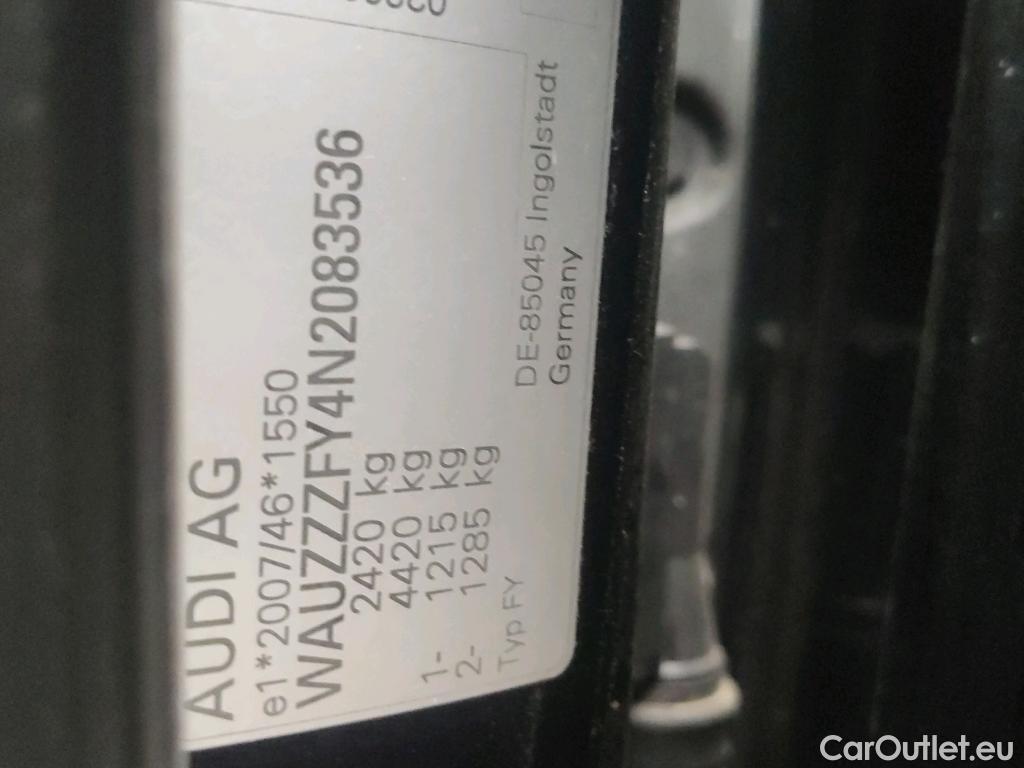 AUDI AG
e1*2007/46*1550
WAUZZZFY4N2083536
2420 kg
4420 kg
1- 1215 kg
2- 1285 kg
Typ FY
DE-85045 Ingolstadt
Germany
CarOutlet.eu